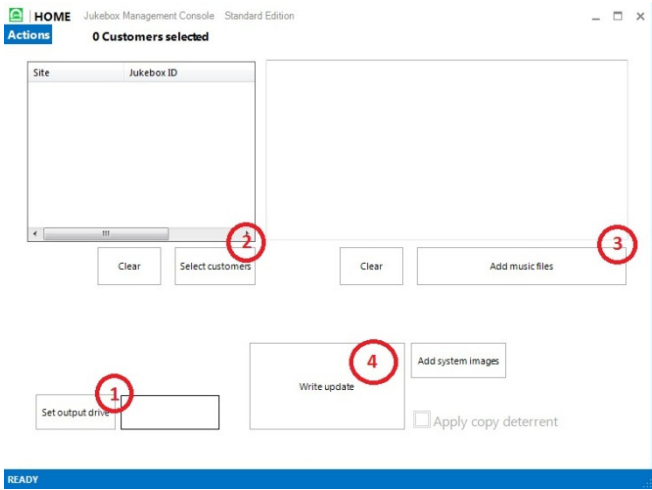 HOME Jukebox Management Console Standard Edition
Actions 0 Customers selected
Site Jukebox ID
2
3
Clear Select customers Clear Add music files
4
Add system images
Write update
1
Set output drive
Apply copy deterrent
READY